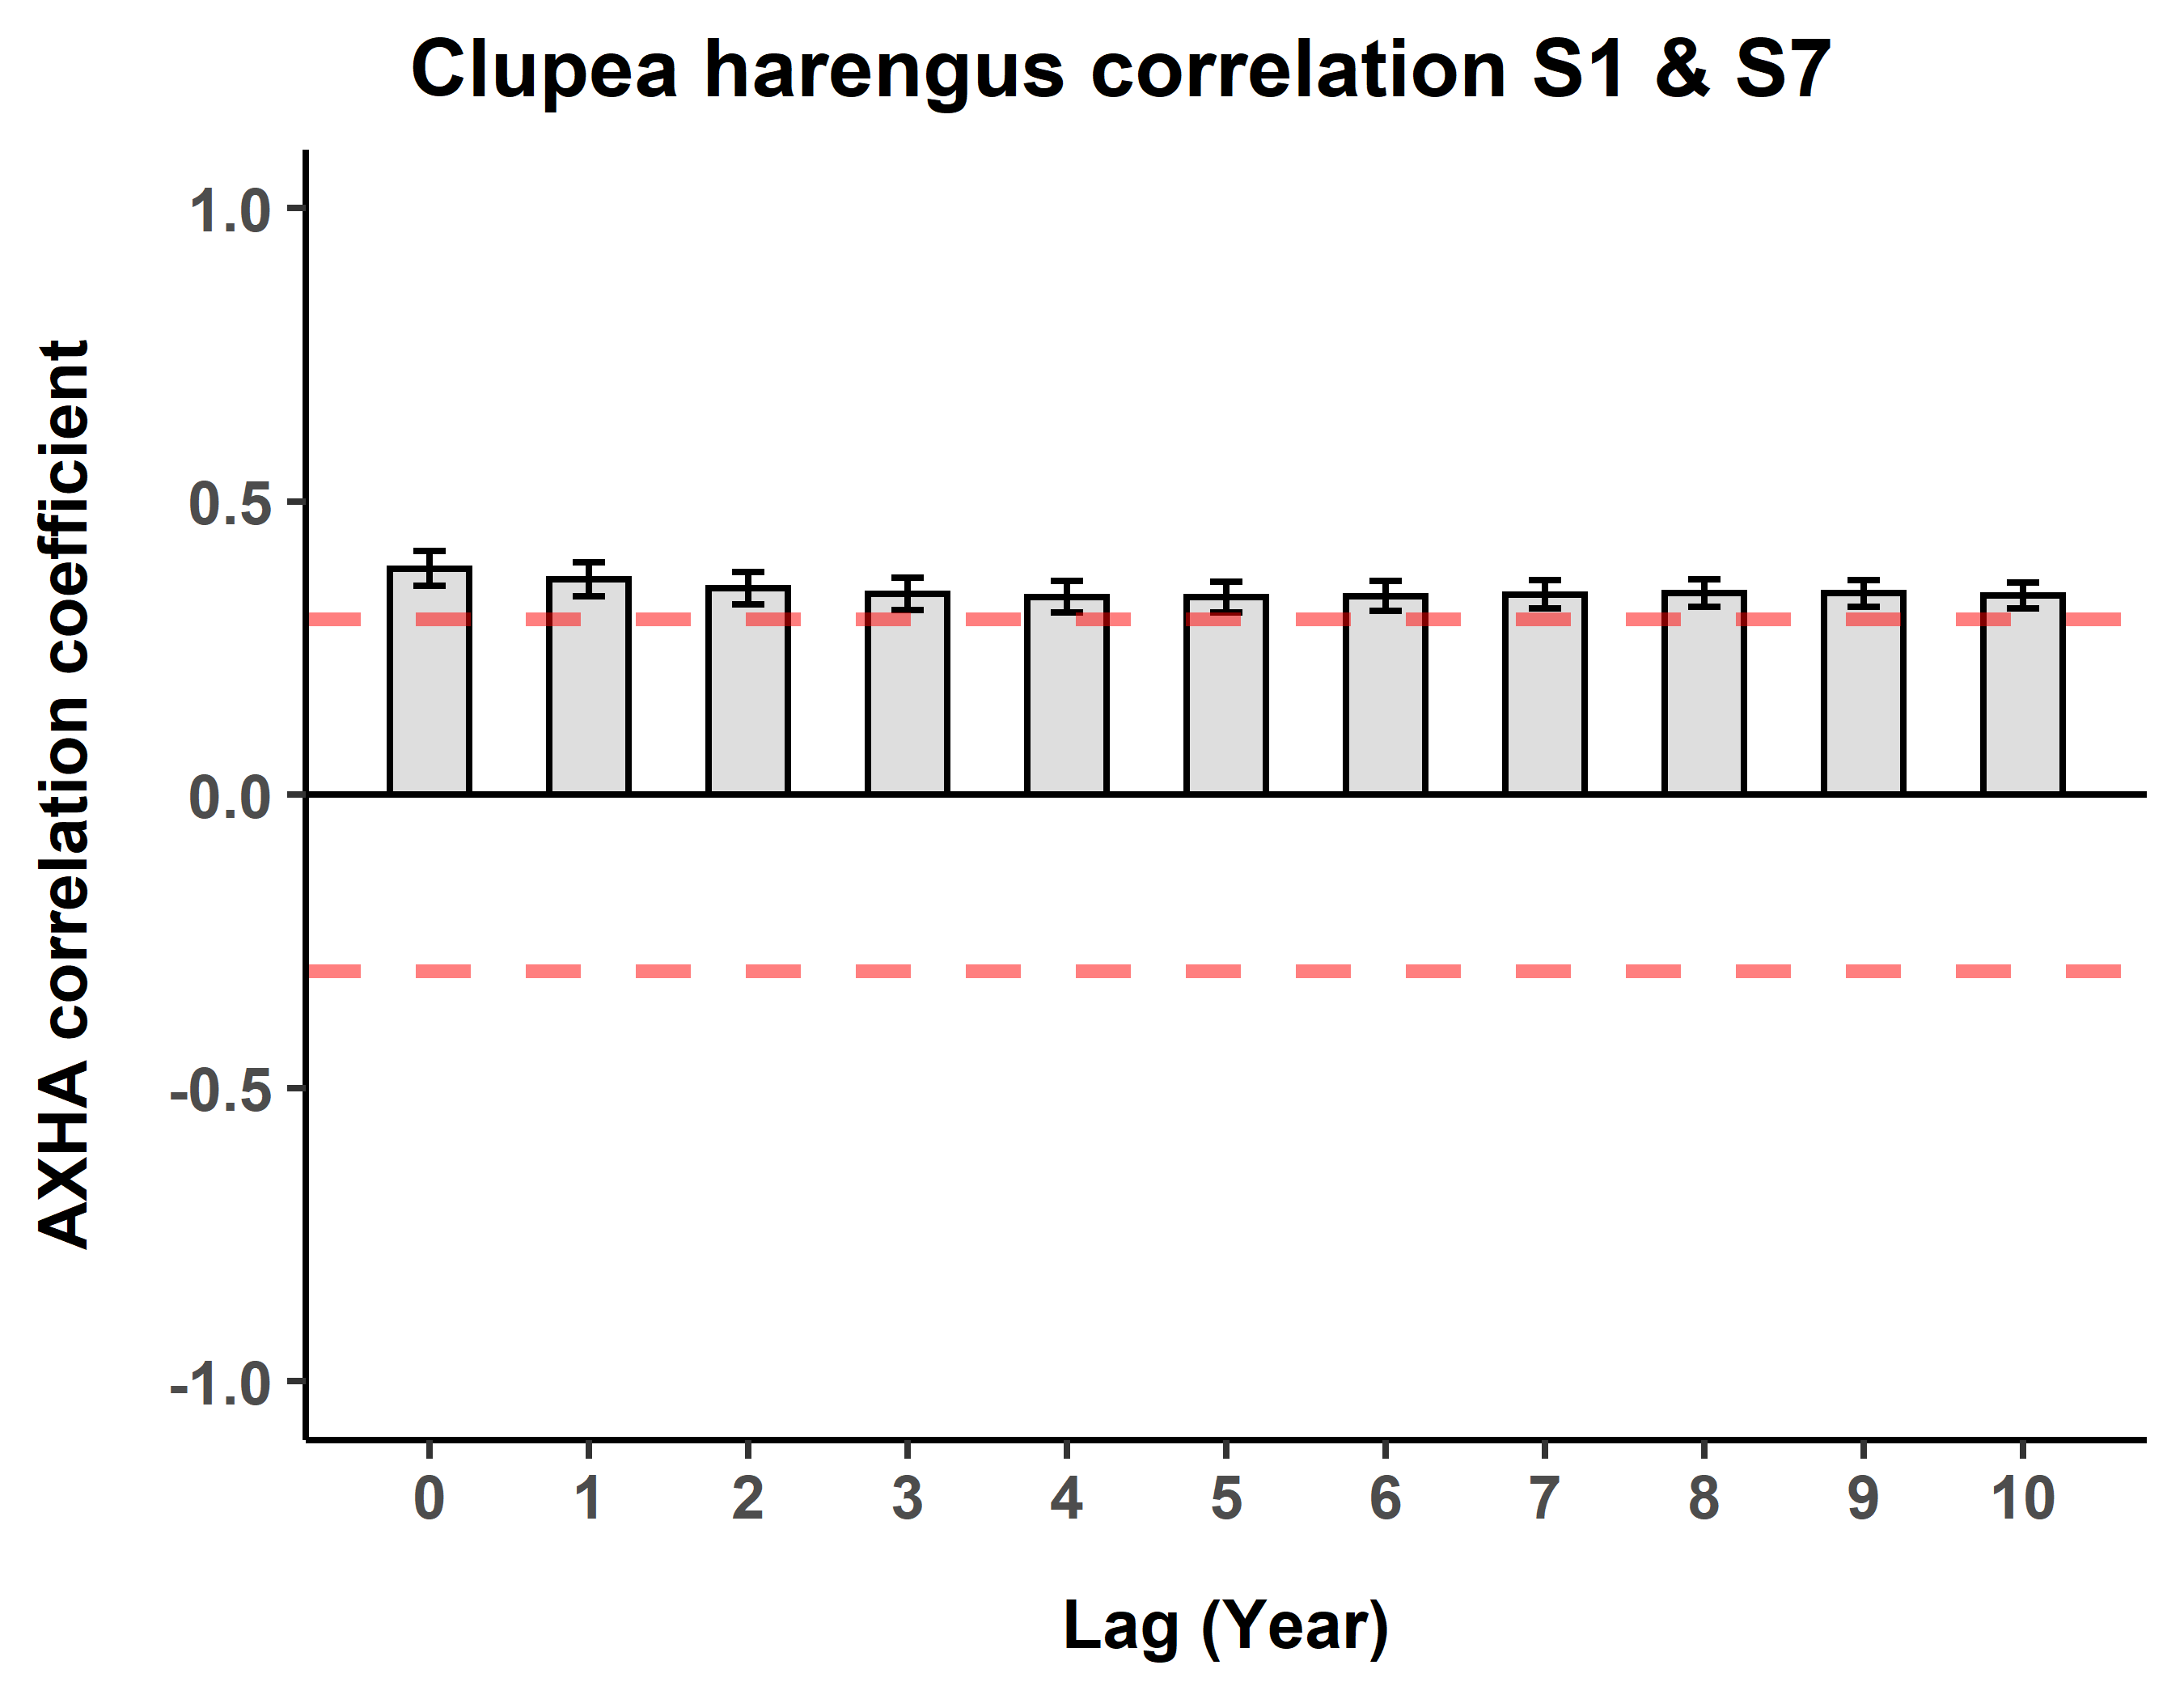 Clupea harengus correlation S1 & S7
AXHA correlation coefficient
1.0
0.5
0.0
-0.5
-1.0
0 1 2 3 4 5 6 7 8 9 10
Lag (Year)